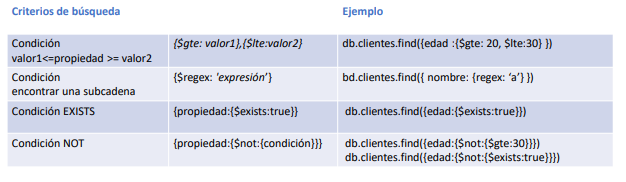 Criterios de búsqueda Ejemplo
Condición {$gte: valor1},{$lte:valor2} db.clientes.find({edad :{$gte: 20, $lte:30} })
valor1<=propiedad >= valor2
Condición {$regex: 'expresión'} bd.clientes.find({ nombre: {regex: ‘a’} })
encontrar una subcadena
Condición EXISTS {propiedad:{$exists:true}} db.clientes.find({edad:{$exists:true}})
Condición NOT {propiedad:{$not:{condición}}} db.clientes.find({edad:{$not:{$gte:30}}})
db.clientes.find({edad:{$not:{$exists:true}}})